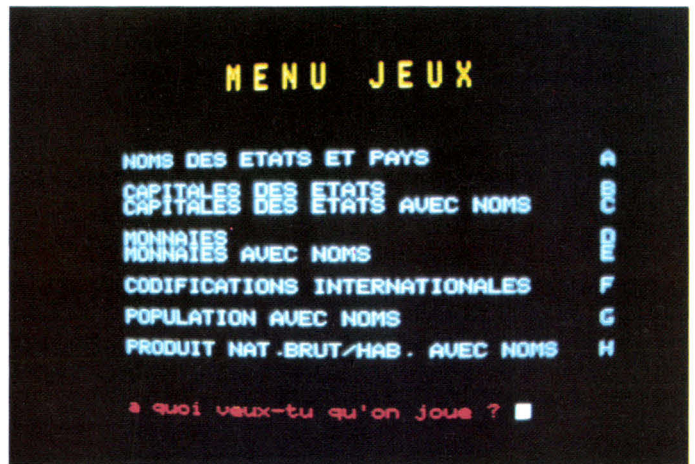 MENU JEUX
NOMS DES ETATS ET PAYS A
CAPITALES DES ETATS B
CAPITALES DES ETATS AVEC NOMS C
MONNAIES D
MONNAIES AVEC NOMS E
CODIFICATIONS INTERNATIONALES F
POPULATION AVEC NOMS G
PRODUIT NAT.BRUT/HAB. AVEC NOMS H
a quoi veux-tu qu'on joue ?